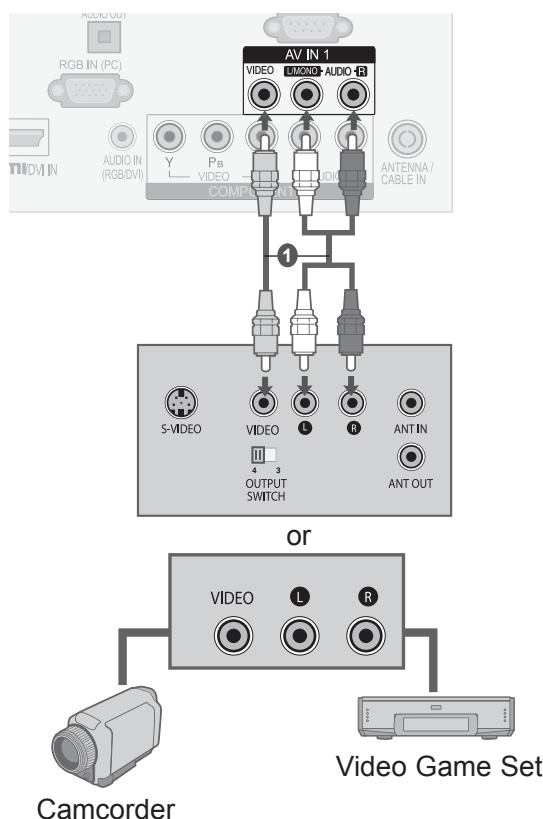 AUDIO OUT
RGB IN (PC)
AV IN 1
VIDEO L/MONO AUDIO R
/DVI IN
AUDIO IN
(RGB/DVI)
Y PB
VIDEO
ANTENNA /
CABLE IN
1
S-VIDEO
VIDEO L R
ANT IN
4 3
OUTPUT
SWITCH
ANT OUT
or
VIDEO L R
Video Game Set
Camcorder